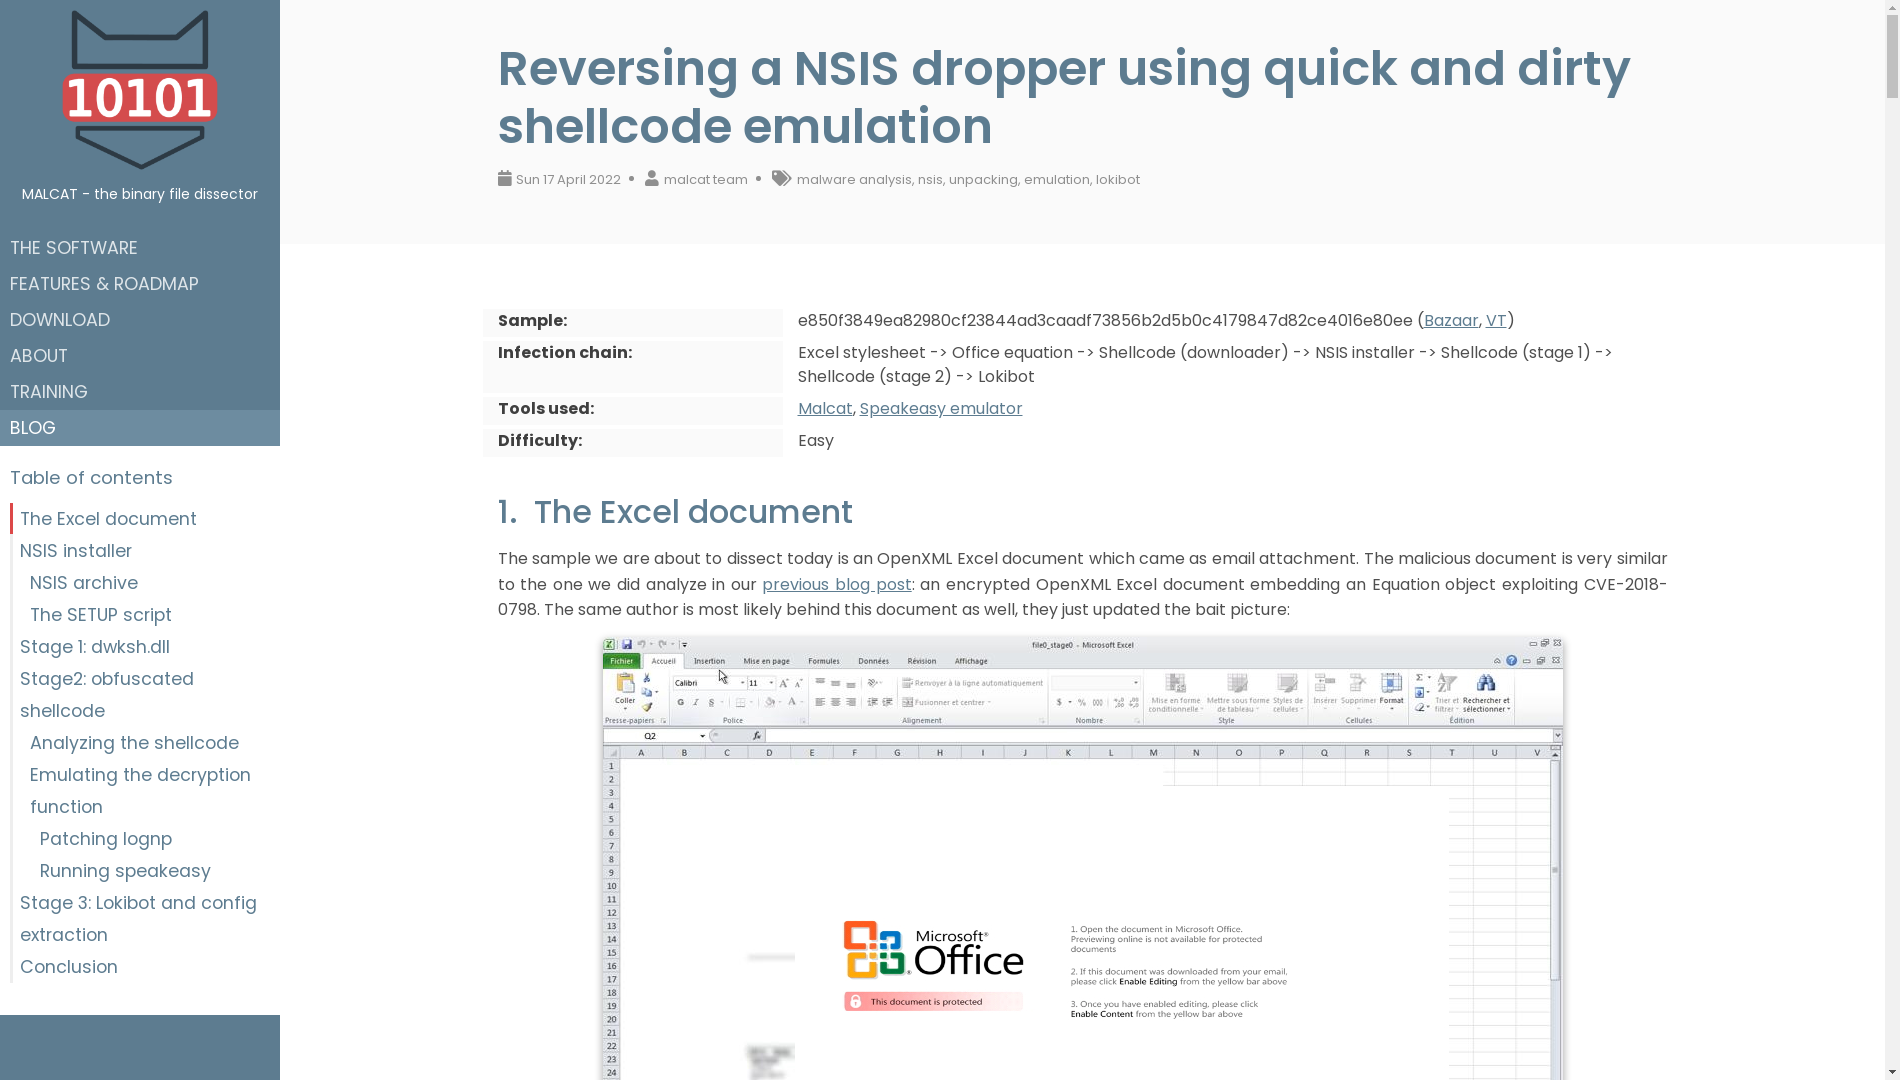 10101
MALCAT - the binary file dissector
THE SOFTWARE
FEATURES & ROADMAP
DOWNLOAD
ABOUT
TRAINING
BLOG
Table of contents
The Excel document
NSIS installer
NSIS archive
The SETUP script
Stage 1: dwksh.dll
Stage2: obfuscated
shellcode
Analyzing the shellcode
Emulating the decryption
function
Patching lognp
Running speakeasy
Stage 3: Lokibot and config
extraction
Conclusion
Reversing a NSIS dropper using quick and dirty
shellcode emulation
Sun 17 April 2022 • malcat team • malware analysis, nsis, unpacking, emulation, lokibot
Sample: e850f3849ea82980cf23844ad3caadf73856b2d5b0c4179847d82ce4016e80ee (Bazaar, VT)
Infection chain: Excel stylesheet -> Office equation -> Shellcode (downloader) -> NSIS installer -> Shellcode (stage 1) ->
Shellcode (stage 2) -> Lokibot
Tools used: Malcat, Speakeasy emulator
Difficulty: Easy
1. The Excel document
The sample we are about to dissect today is an OpenXML Excel document which came as email attachment. The malicious document is very similar
to the one we did analyze in our previous blog post: an encrypted OpenXML Excel document embedding an Equation object exploiting CVE-2018-
0798. The same author is most likely behind this document as well, they just updated the bait picture:
file0_stage0 - Microsoft Excel
Fichier Accueil Insertion Mise en page Formules Données Révision Affichage
Calibri 11 Renvoyer à la ligne automatiquement
Coller G I S Fusionner et centrer $ % 000 Mise en forme conditionnelle Mettre sous forme de tableau Styles de cellules Insérer Supprimer Format Trier et filtrer Rechercher et sélectionner
Presse-papiers Police Alignement Nombre Style Cellules Édition
Q2 fx
A B C D E F G H I J K L M N O P Q R S T U V
1
2
3
4
5
6
7
8
9
10
11
12
13
14
15
16
17
18
19
20
21
22
23
24
Microsoft®
Office
This document is protected
1. Open the document in Microsoft Office.
Previewing online is not available for protected
documents
2. If this document was downloaded from your email,
please click Enable Editing from the yellow bar above
3. Once you have enabled editing, please click
Enable Content from the yellow bar above